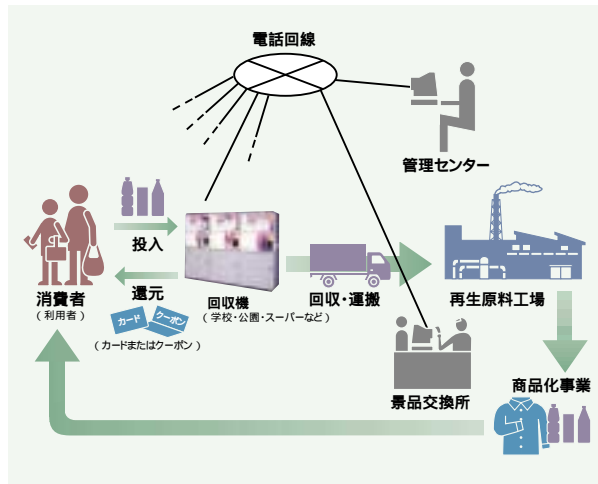 電話回線
管理センター
投入
還元
消費者
（利用者）
カード
クーポン
（カードまたはクーポン）
回収機
（学校・公園・スーパーなど）
回収・運搬
再生原料工場
景品交換所
商品化事業